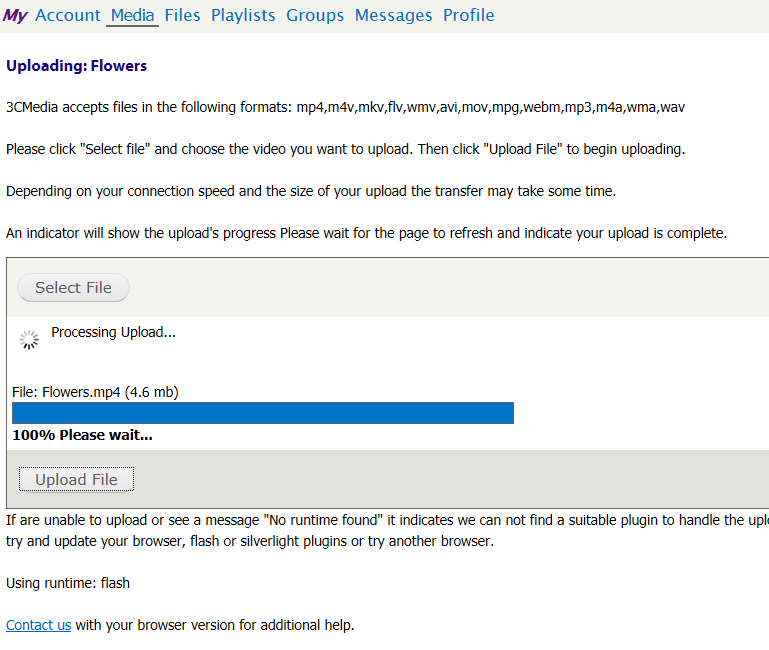 My Account Media Files Playlists Groups Messages Profile
Uploading: Flowers
3CMedia accepts files in the following formats: mp4,m4v,mkv,flv,wmv,avi,mov,mpg,webm,mp3,m4a,wma,wav
Please click "Select file" and choose the video you want to upload. Then click "Upload File" to begin uploading.
Depending on your connection speed and the size of your upload the transfer may take some time.
An indicator will show the upload's progress Please wait for the page to refresh and indicate your upload is complete.
Select File
Processing Upload...
File: Flowers.mp4 (4.6 mb)
100% Please wait...
Upload File
If are unable to upload or see a message "No runtime found" it indicates we can not find a suitable plugin to handle the
try and update your browser, flash or silverlight plugins or try another browser.
Using runtime: flash
Contact us with your browser version for additional help.